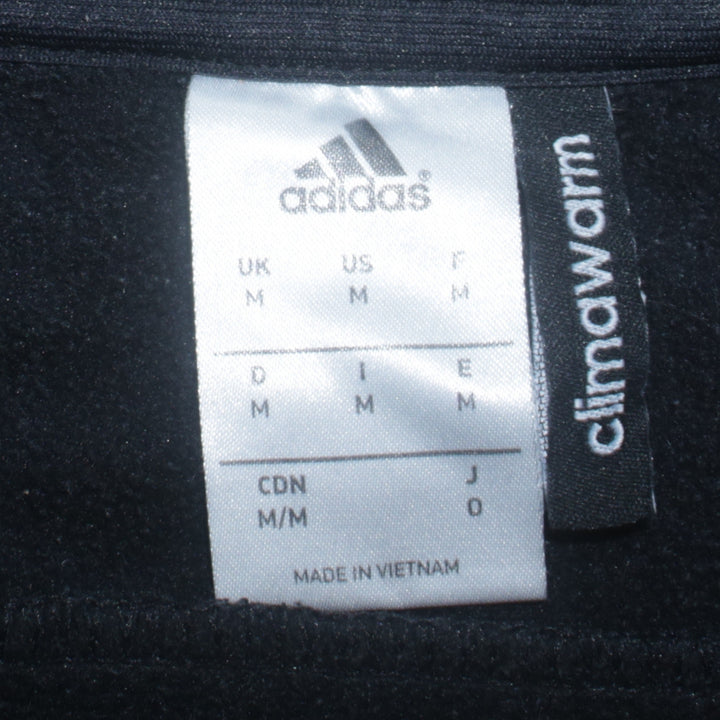 adidas®
UK US F
M M M
D I E
M M M
CDN J
M/M O
MADE IN VIETNAM
climawarm